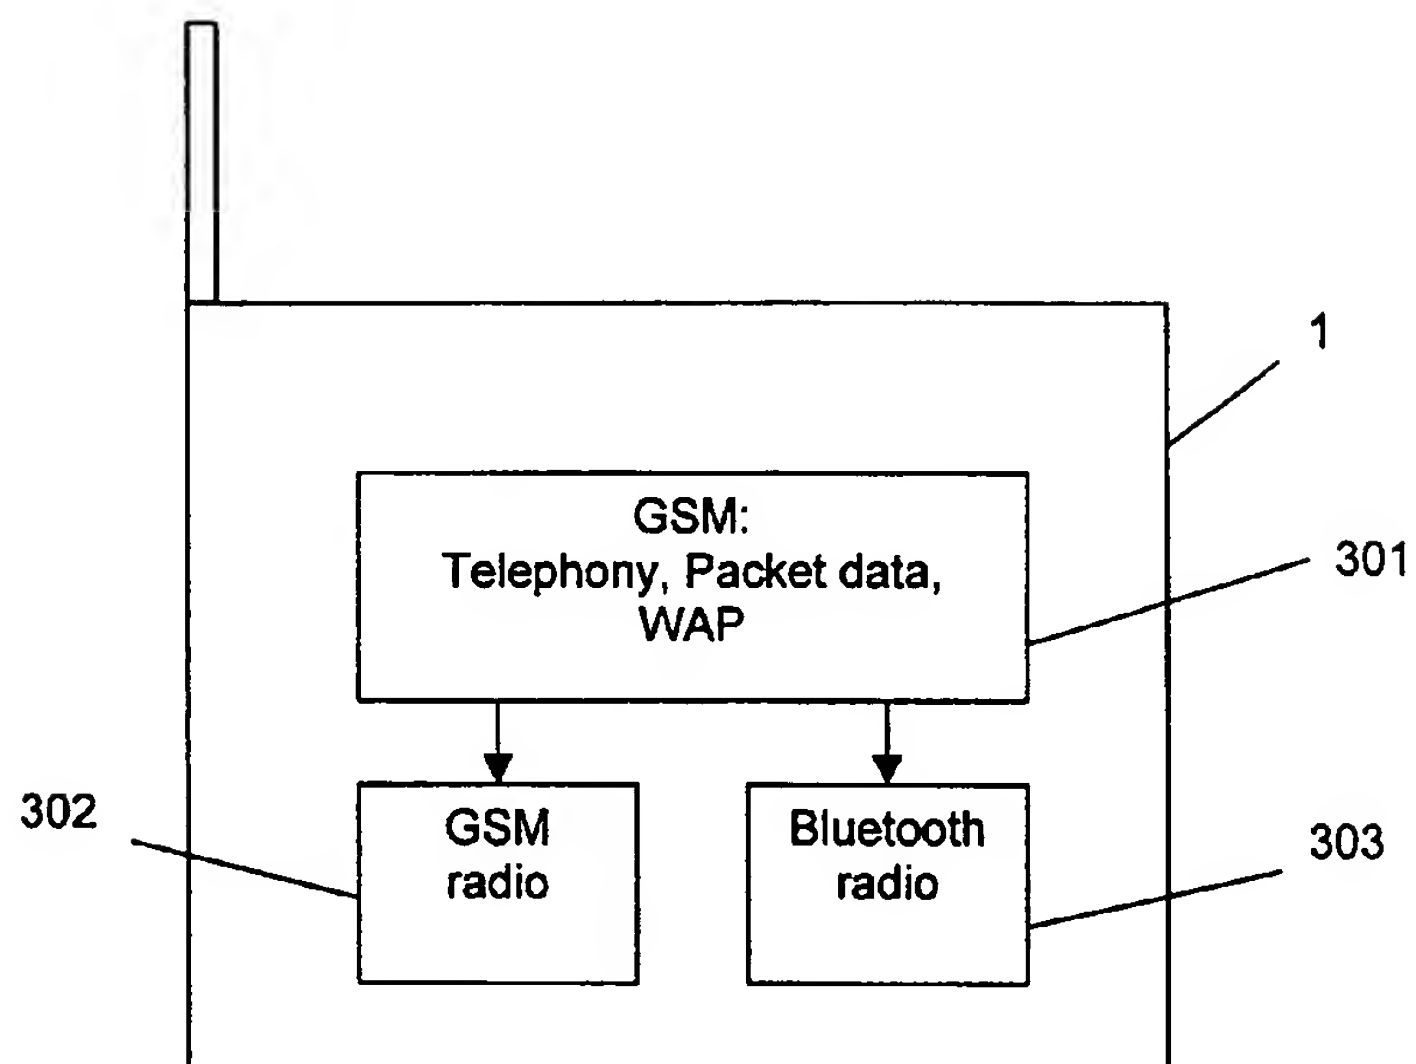 1
GSM:
Telephony, Packet data,
WAP
301
302
GSM
radio
Bluetooth
radio
303